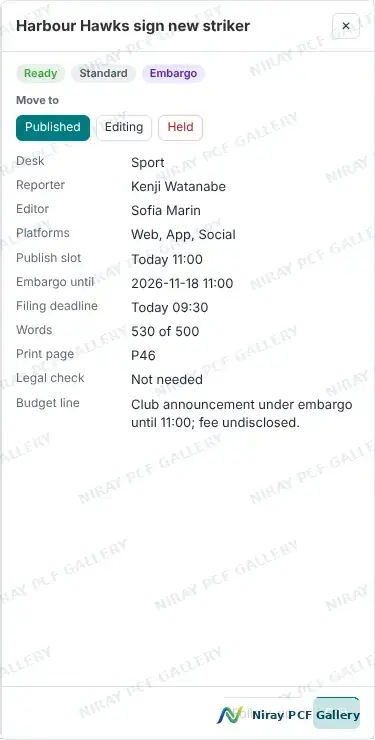 Harbour Hawks sign new striker
×
Ready Standard Embargo
Move to
Published Editing Held
Desk Sport
Reporter Kenji Watanabe
Editor Sofia Marin
Platforms Web, App, Social
Publish slot Today 11:00
Embargo until 2026-11-18 11:00
Filing deadline Today 09:30
Words 530 of 500
Print page P46
Legal check Not needed
Budget line Club announcement under embargo
until 11:00; fee undisclosed.
Niray PCF Gallery
NIRAY PCF GALLERY